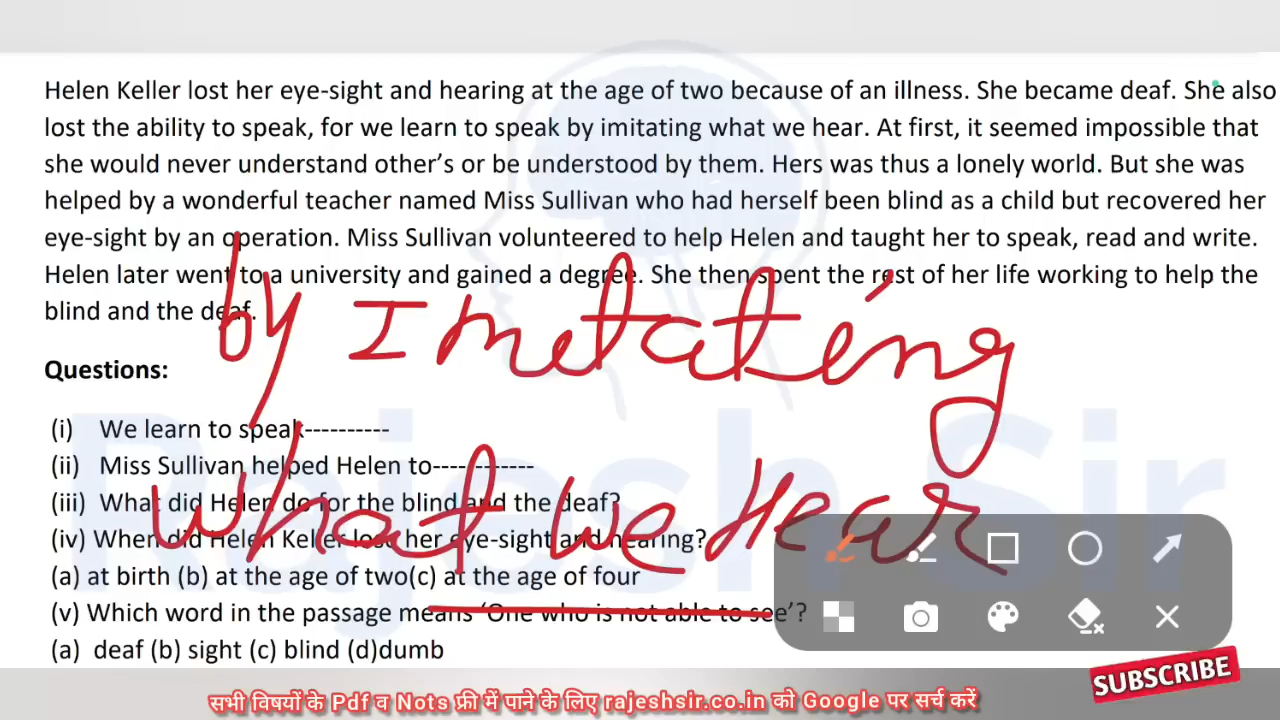 Helen Keller lost her eye-sight and hearing at the age of two because of an illness. She became deaf. She also
lost the ability to speak, for we learn to speak by imitating what we hear. At first, it seemed impossible that
she would never understand other's or be understood by them. Hers was thus a lonely world. But she was
helped by a wonderful teacher named Miss Sullivan who had herself been blind as a child but recovered her
eye-sight by an operation. Miss Sullivan volunteered to help Helen and taught her to speak, read and write.
Helen later went to a university and gained a degree. She then spent the rest of her life working to help the
blind and the deaf.
by Imetating
Questions:
(i) We learn to speak----------
(ii) Miss Sullivan helped Helen to------------
what we Hear
(iii) What did Helen do for the blind and the deaf?
(iv) When did Helen Keller lose her eye-sight and hearing?
(a) at birth (b) at the age of two(c) at the age of four
(v) Which word in the passage means 'One who is not able to see'?
(a) deaf (b) sight (c) blind (d)dumb
Rajesh Sir
SUBSCRIBE
सभी विषयों के Pdf व Nots फ्री में पाने के लिए rajeshsir.co.in को Google पर सर्च करें